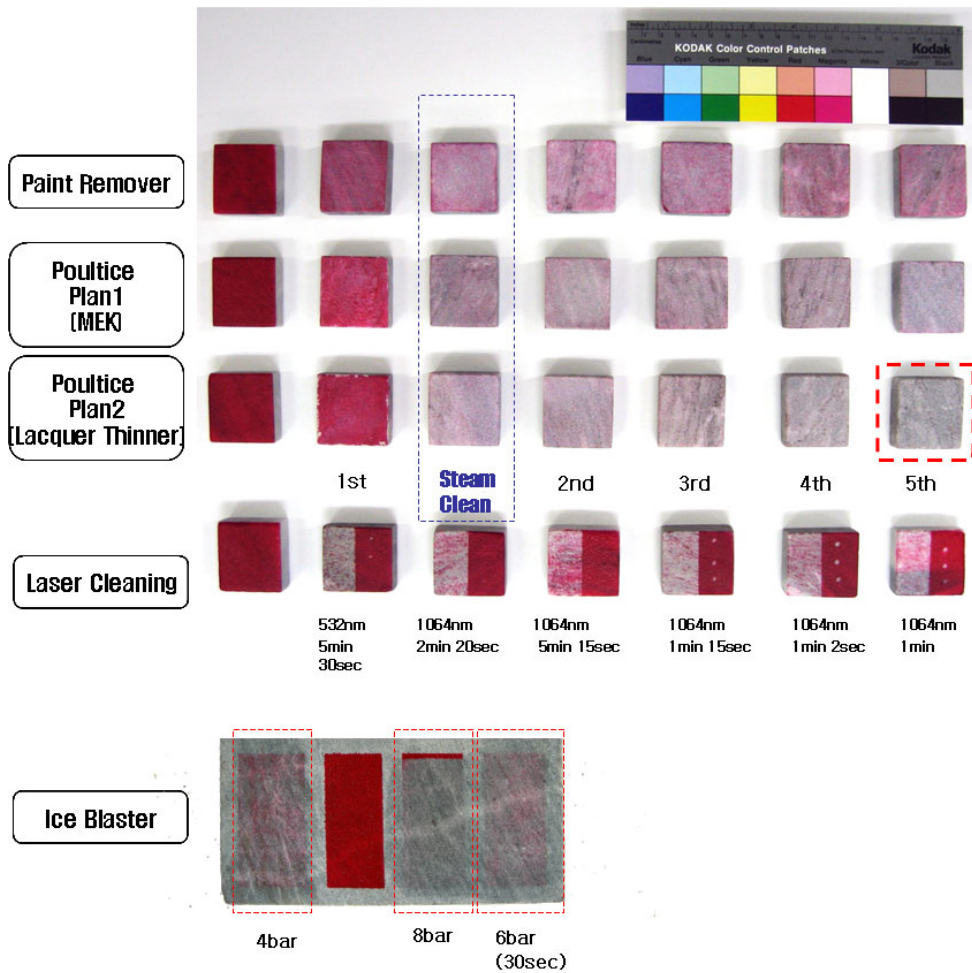 KODAK Color Control Patches
Kodak
Blue Cyan Green Yellow Red Magenta White 3/Color Black
Paint Remover
Poultice
Plan1
(MEK)
Poultice
Plan2
(Lacquer Thinner)
1st
Steam
Clean
2nd
3rd
4th
5th
Laser Cleaning
532nm
5min
30sec
1064nm
2min 20sec
1064nm
5min 15sec
1064nm
1min 15sec
1064nm
1min 2sec
1064nm
1min
Ice Blaster
4bar
8bar
6bar
(30sec)